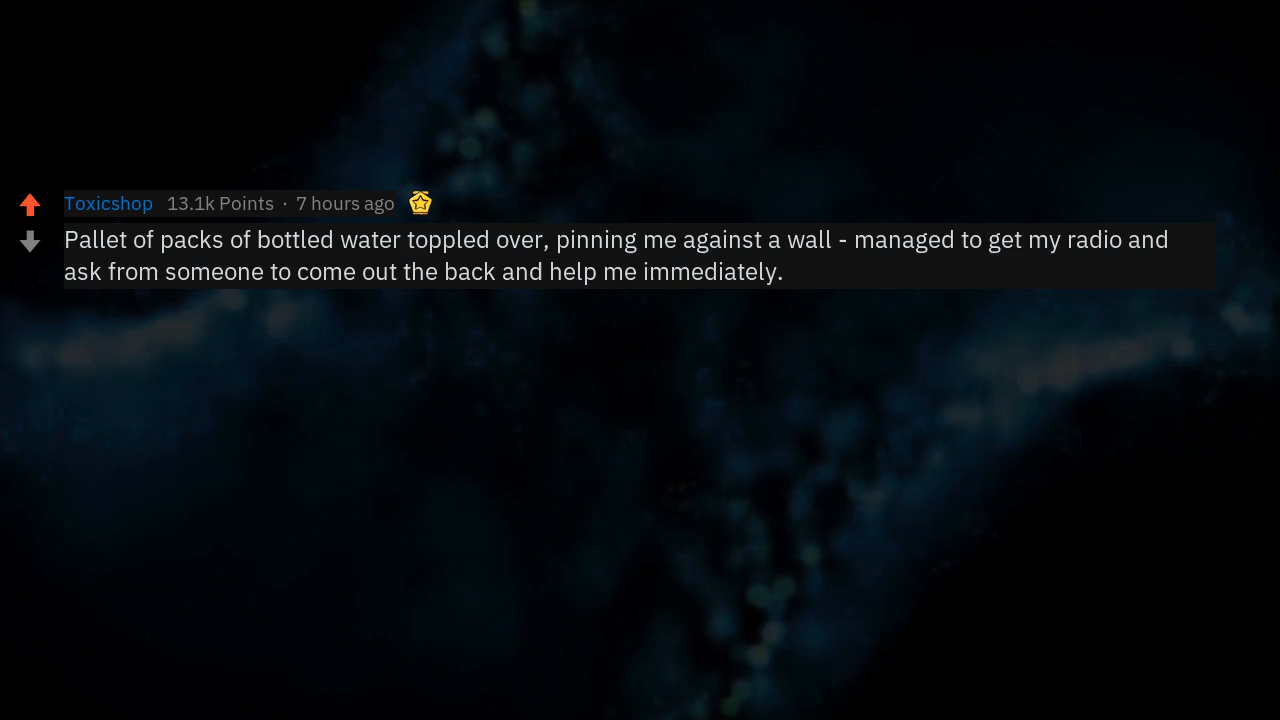 Toxicshop 13.1k Points · 7 hours ago
Pallet of packs of bottled water toppled over, pinning me against a wall - managed to get my radio and
ask from someone to come out the back and help me immediately.